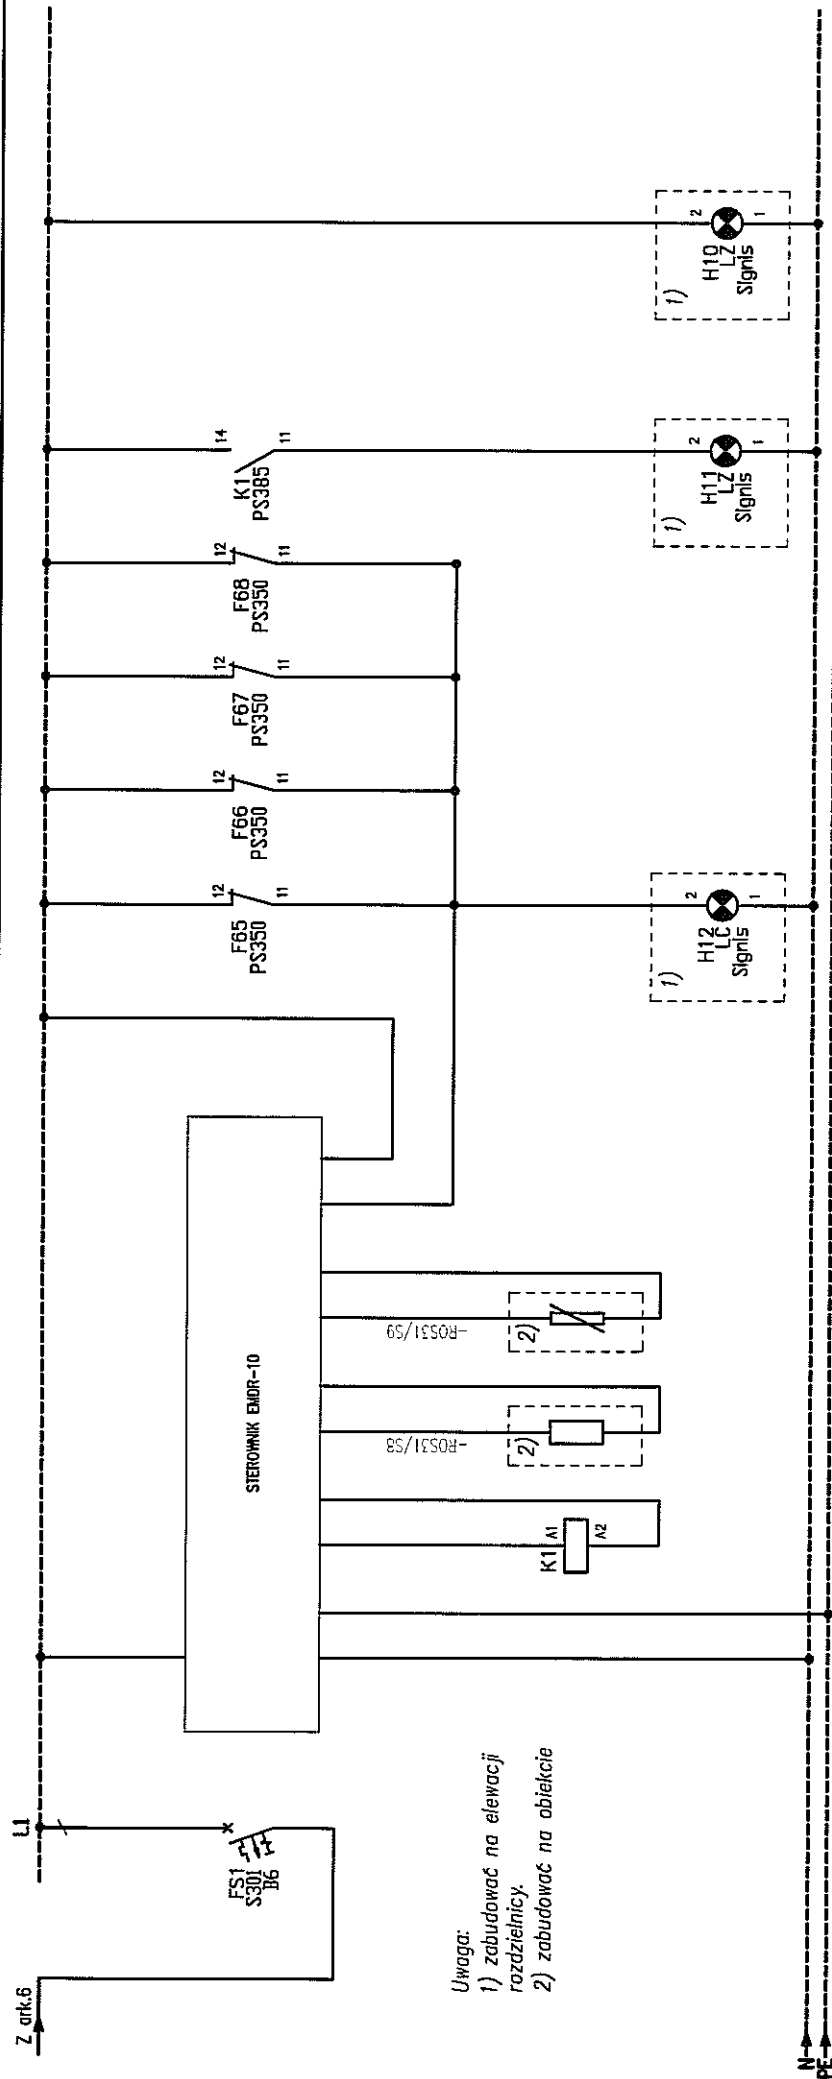 Z ark.6
L1
FS1
S301
B6
STEROWNIK EMDR-10
K1
A1
A2
-ROS31/S8
2)
-ROS31/S9
2)
F65
PS350
12
11
F66
PS350
12
11
F67
PS350
12
11
F68
PS350
12
11
K1
PS385
14
11
1)
H12
LC
Signis
2
1
1)
H11
LZ
Signis
2
1
1)
H10
LZ
Signis
2
1
Uwaga:
1) zabudować na elewacji
rozdzielnicy.
2) zabudować na obiekcie
N
PE